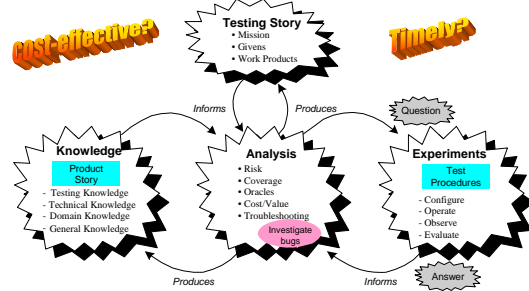 cost-effective?
Testing Story
• Mission
• Givens
• Work Products
Timely?
Informs
Produces
Question
Knowledge
Product
Story
- Testing Knowledge
- Technical Knowledge
- Domain Knowledge
- General Knowledge
Analysis
• Risk
• Coverage
• Oracles
• Cost/Value
• Troubleshooting
Investigate
bugs
Experiments
Test
Procedures
- Configure
- Operate
- Observe
- Evaluate
Produces
Informs
Answer